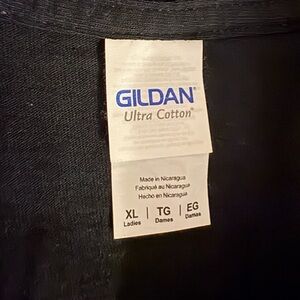 GILDAN®
Ultra Cotton®
Made in Nicaragua
Fabriqué au Nicaragua
Hecho en Nicaragua
XL | TG | EG
Ladies | Dames | Damas